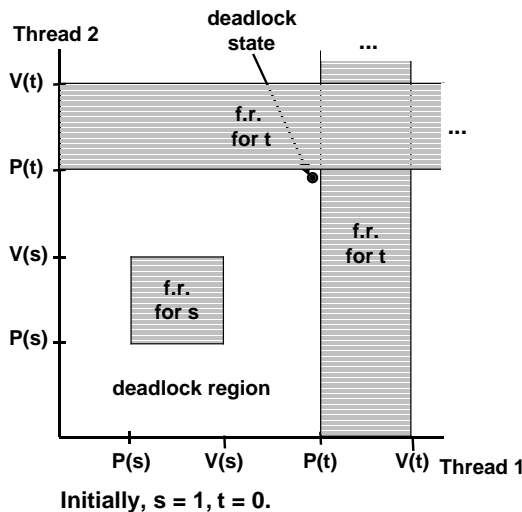 deadlock
state
Thread 2
...
V(t)
f.r.
for t
...
P(t)
V(s)
f.r.
for t
f.r.
for s
P(s)
deadlock region
P(s)
V(s)
P(t)
V(t)
Thread 1
Initially, s = 1, t = 0.